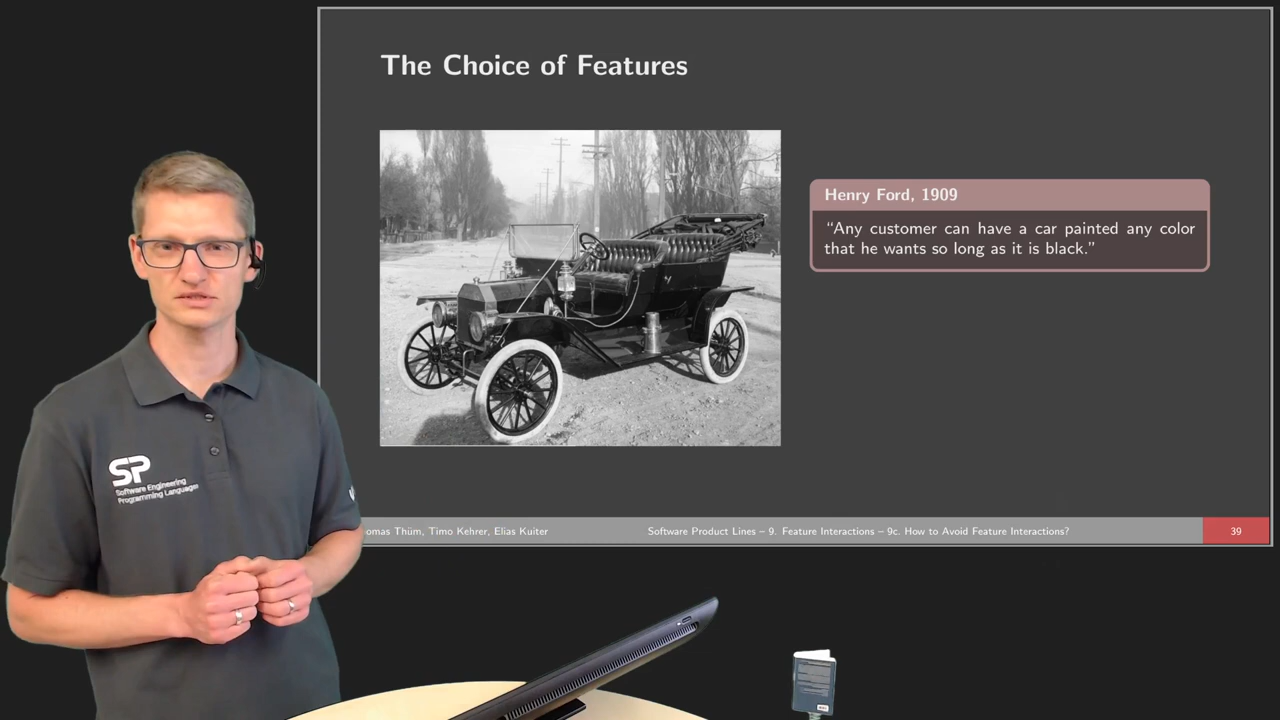 The Choice of Features
Henry Ford, 1909
“Any customer can have a car painted any color
that he wants so long as it is black.”
SP
Software Engineering
Programming Languages
omas Thüm, Timo Kehrer, Elias Kuiter
Software Product Lines – 9. Feature Interactions – 9c. How to Avoid Feature Interactions?
39